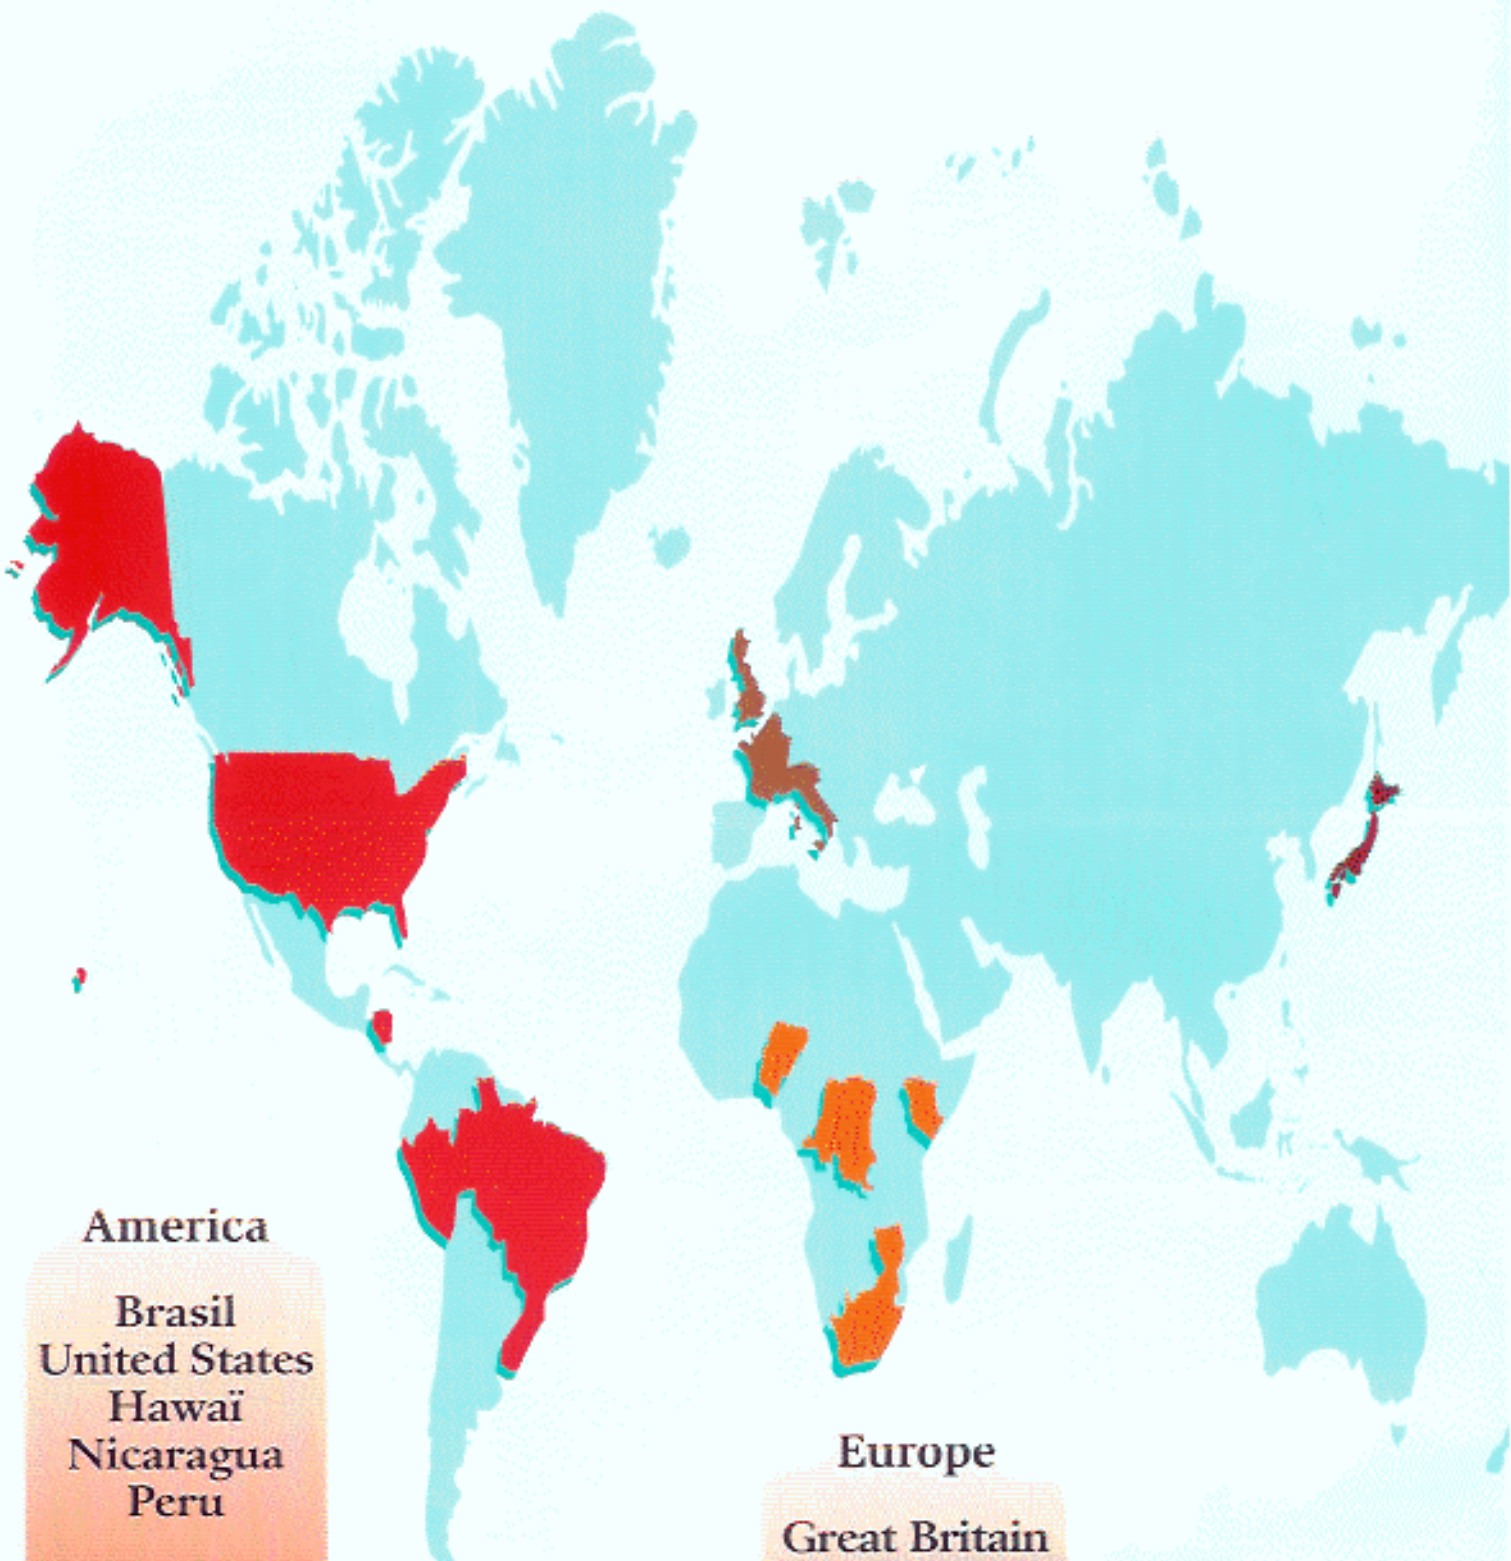 America
Brasil
United States
Hawaï
Nicaragua
Peru
Europe
Great Britain